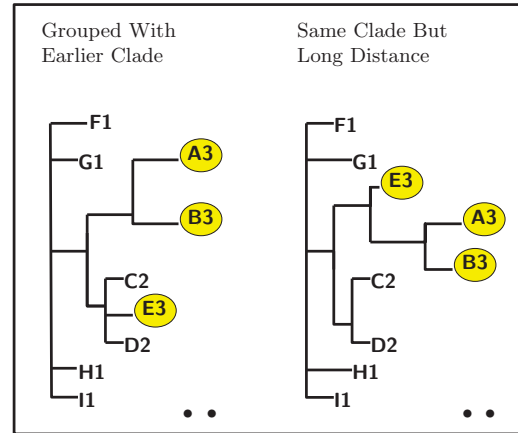 Grouped With
Earlier Clade
F1
G1
A3
B3
C2
E3
D2
H1
I1
Same Clade But
Long Distance
F1
G1
E3
A3
B3
C2
D2
H1
I1